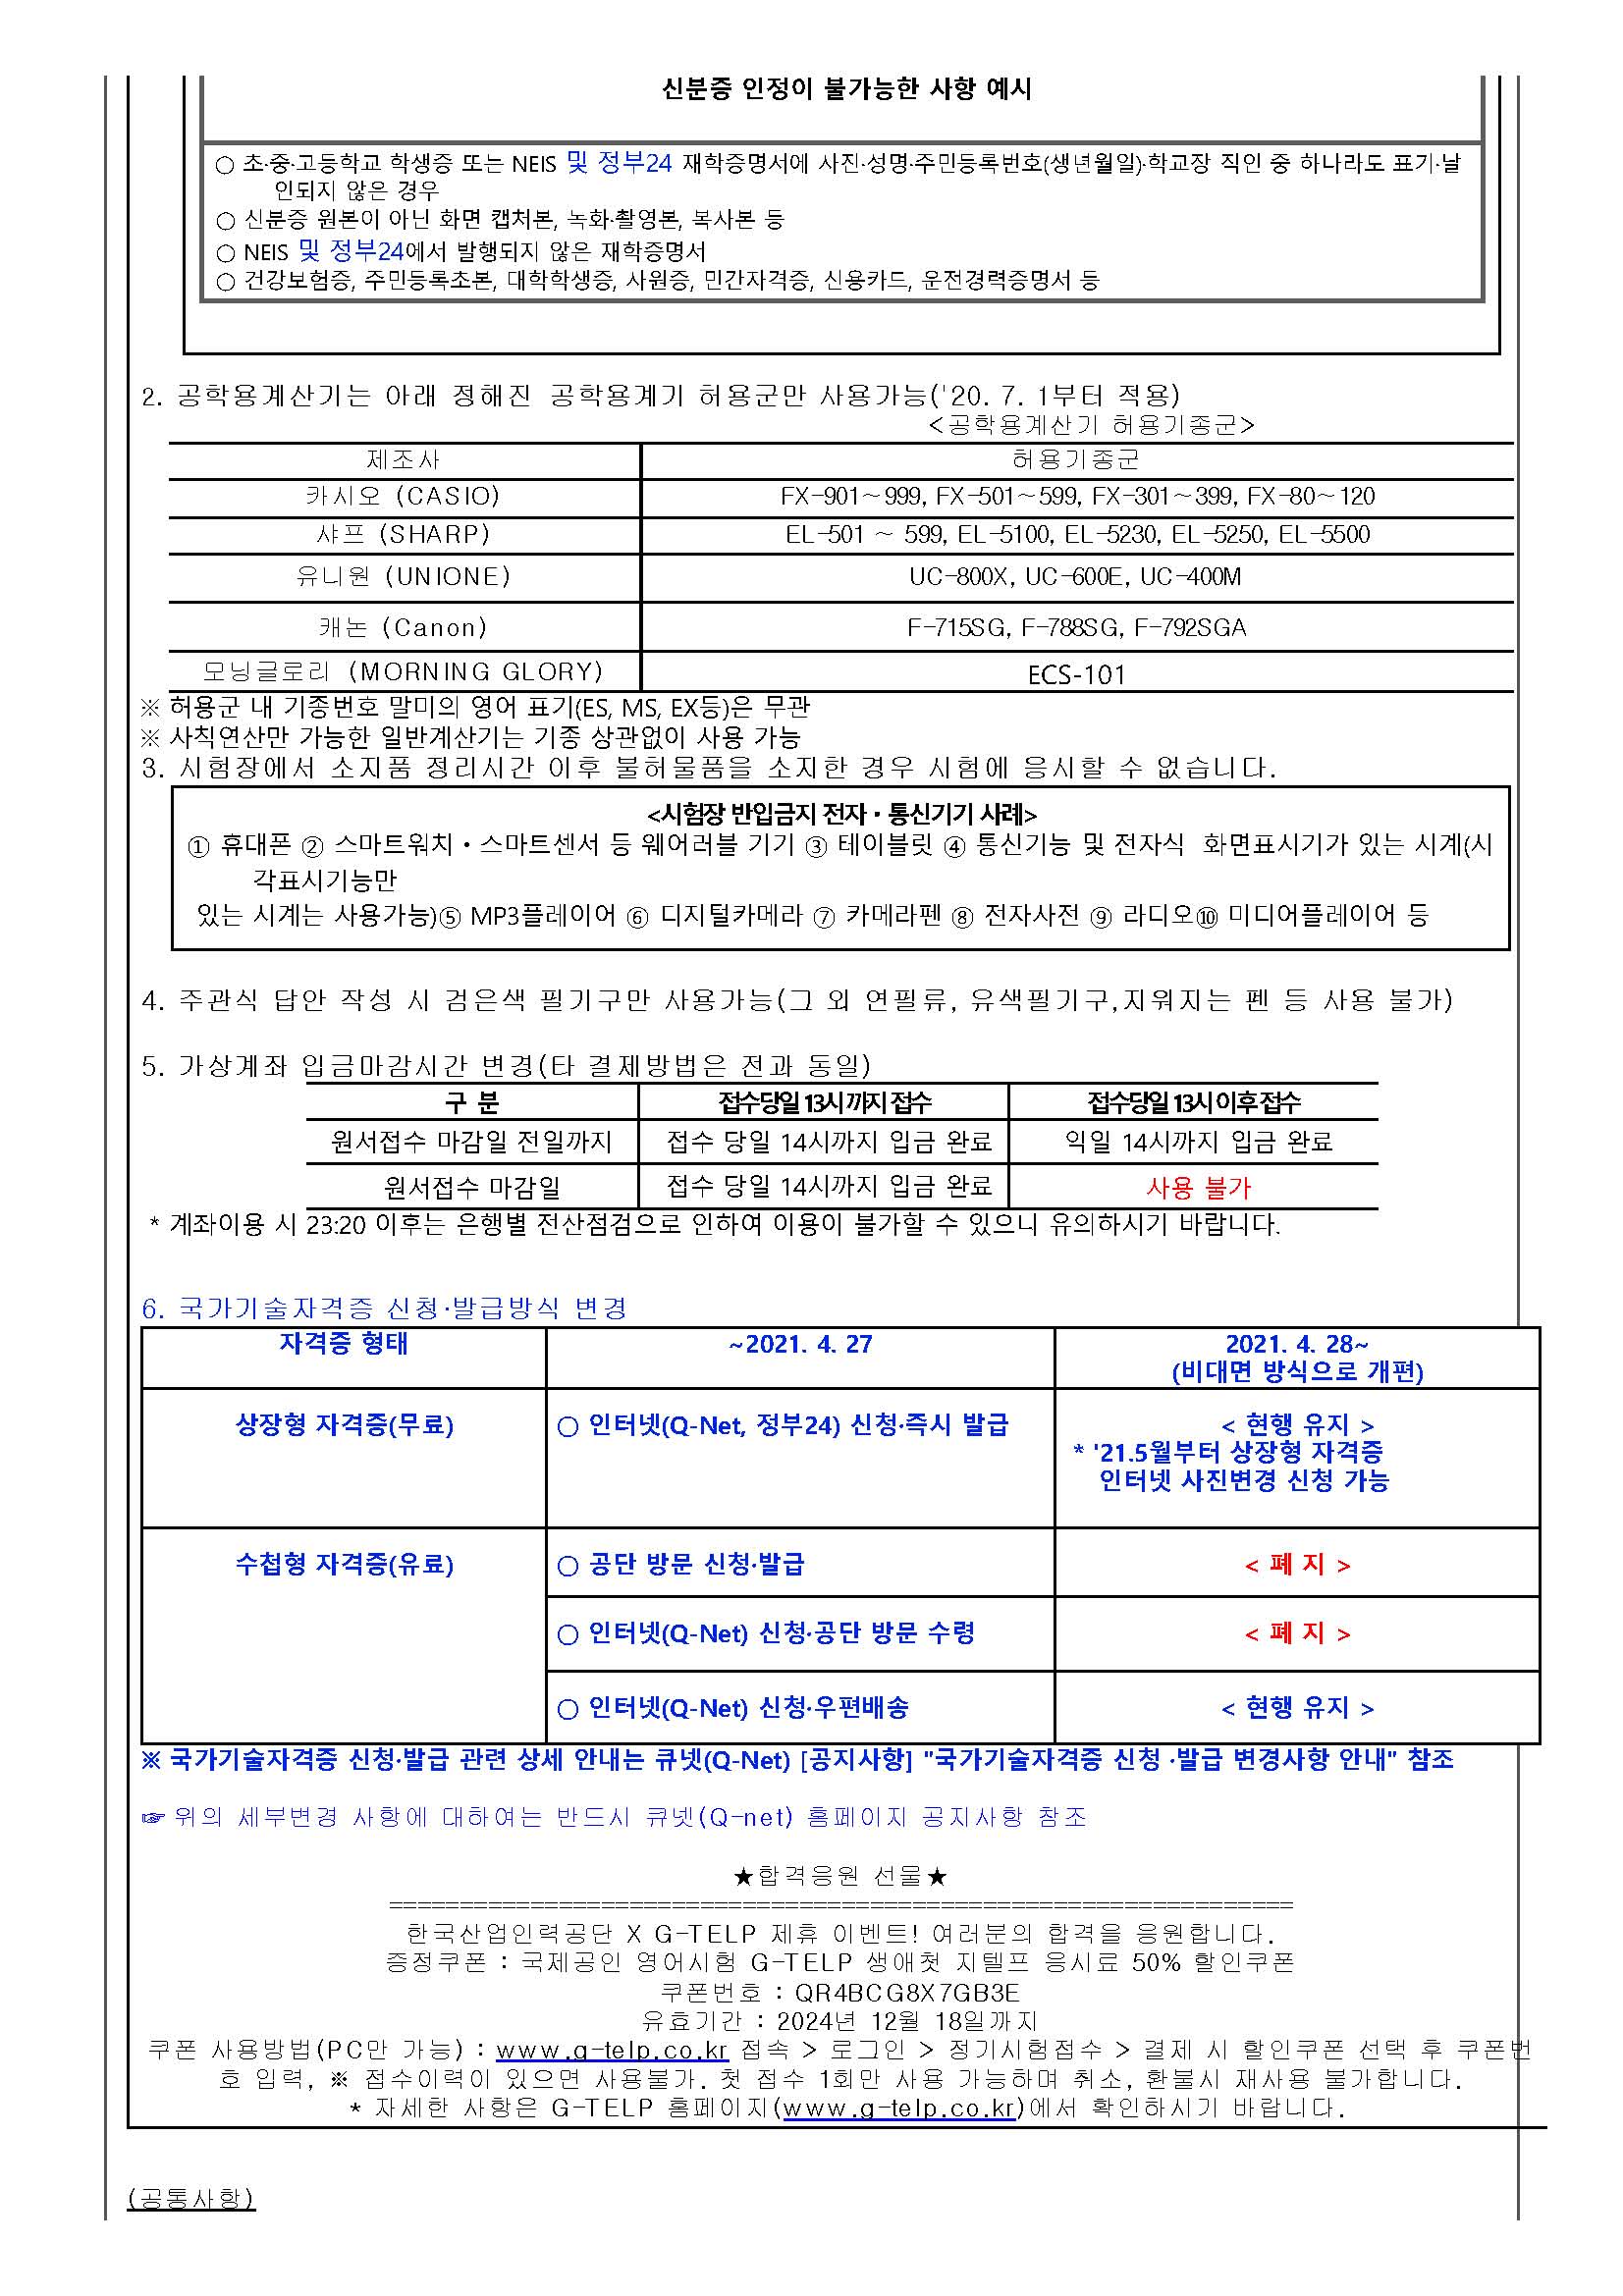 신분증 인정이 불가능한 사항 예시
○ 초·중·고등학교 학생증 또는 NEIS 및 정부24 재학증명서에 사진·성명·주민등록번호(생년월일)·학교장 직인 중 하나라도 표기·날
인되지 않은 경우
○ 신분증 원본이 아닌 화면 캡처본, 녹화·촬영본, 복사본 등
○ NEIS 및 정부24에서 발행되지 않은 재학증명서
○ 건강보험증, 주민등록초본, 대학학생증, 사원증, 민간자격증, 신용카드, 운전경력증명서 등
2. 공학용계산기는 아래 정해진 공학용계기 허용군만 사용가능('20. 7. 1부터 적용)
<공학용계산기 허용기종군>
제조사 허용기종군
카시오 (CASIO) FX-901~999, FX-501~599, FX-301~399, FX-80~120
샤프 (SHARP) EL-501 ~ 599, EL-5100, EL-5230, EL-5250, EL-5500
유니원 (UNIONE) UC-800X, UC-600E, UC-400M
캐논 (Canon) F-715SG, F-788SG, F-792SGA
모닝글로리 (MORNING GLORY) ECS-101
※ 허용군 내 기종번호 말미의 영어 표기(ES, MS, EX등)은 무관
※ 사칙연산만 가능한 일반계산기는 기종 상관없이 사용 가능
3. 시험장에서 소지품 정리시간 이후 불허물품을 소지한 경우 시험에 응시할 수 없습니다.
<시험장 반입금지 전자·통신기기 사례>
① 휴대폰 ② 스마트워치·스마트센서 등 웨어러블 기기 ③ 테이블릿 ④ 통신기능 및 전자식 화면표시기가 있는 시계(시
각표시기능만
있는 시계는 사용가능)⑤ MP3플레이어 ⑥ 디지털카메라 ⑦ 카메라펜 ⑧ 전자사전 ⑨ 라디오⑩ 미디어플레이어 등
4. 주관식 답안 작성 시 검은색 필기구만 사용가능(그 외 연필류, 유색필기구,지워지는 펜 등 사용 불가)
5. 가상계좌 입금마감시간 변경(타 결제방법은 전과 동일)
구 분 접수당일 13시 까지 접수 접수당일 13시 이후 접수
원서접수 마감일 전일까지 접수 당일 14시까지 입금 완료 익일 14시까지 입금 완료
원서접수 마감일 접수 당일 14시까지 입금 완료 사용 불가
* 계좌이용 시 23:20 이후는 은행별 전산점검으로 인하여 이용이 불가할 수 있으니 유의하시기 바랍니다.
6. 국가기술자격증 신청·발급방식 변경
자격증 형태 ~2021. 4. 27 2021. 4. 28~
(비대면 방식으로 개편)
상장형 자격증(무료) ○ 인터넷(Q-Net, 정부24) 신청·즉시 발급 < 현행 유지 >
* '21.5월부터 상장형 자격증
인터넷 사진변경 신청 가능
수첩형 자격증(유료) ○ 공단 방문 신청·발급 < 폐 지 >
○ 인터넷(Q-Net) 신청·공단 방문 수령 < 폐 지 >
○ 인터넷(Q-Net) 신청·우편배송 < 현행 유지 >
※ 국가기술자격증 신청·발급 관련 상세 안내는 큐넷(Q-Net) [공지사항] "국가기술자격증 신청 ·발급 변경사항 안내" 참조
☞ 위의 세부변경 사항에 대하여는 반드시 큐넷(Q-net) 홈페이지 공지사항 참조
★합격응원 선물★
================================================================
한국산업인력공단 X G-TELP 제휴 이벤트! 여러분의 합격을 응원합니다.
증정쿠폰 : 국제공인 영어시험 G-TELP 생애첫 지텔프 응시료 50% 할인쿠폰
쿠폰번호 : QR4BCG8X7GB3E
유효기간 : 2024년 12월 18일까지
쿠폰 사용방법(PC만 가능) : www.g-telp.co.kr 접속 > 로그인 > 정기시험접수 > 결제 시 할인쿠폰 선택 후 쿠폰번
호 입력, ※ 접수이력이 있으면 사용불가. 첫 접수 1회만 사용 가능하며 취소, 환불시 재사용 불가합니다.
* 자세한 사항은 G-TELP 홈페이지(www.g-telp.co.kr)에서 확인하시기 바랍니다.
(공통사항)